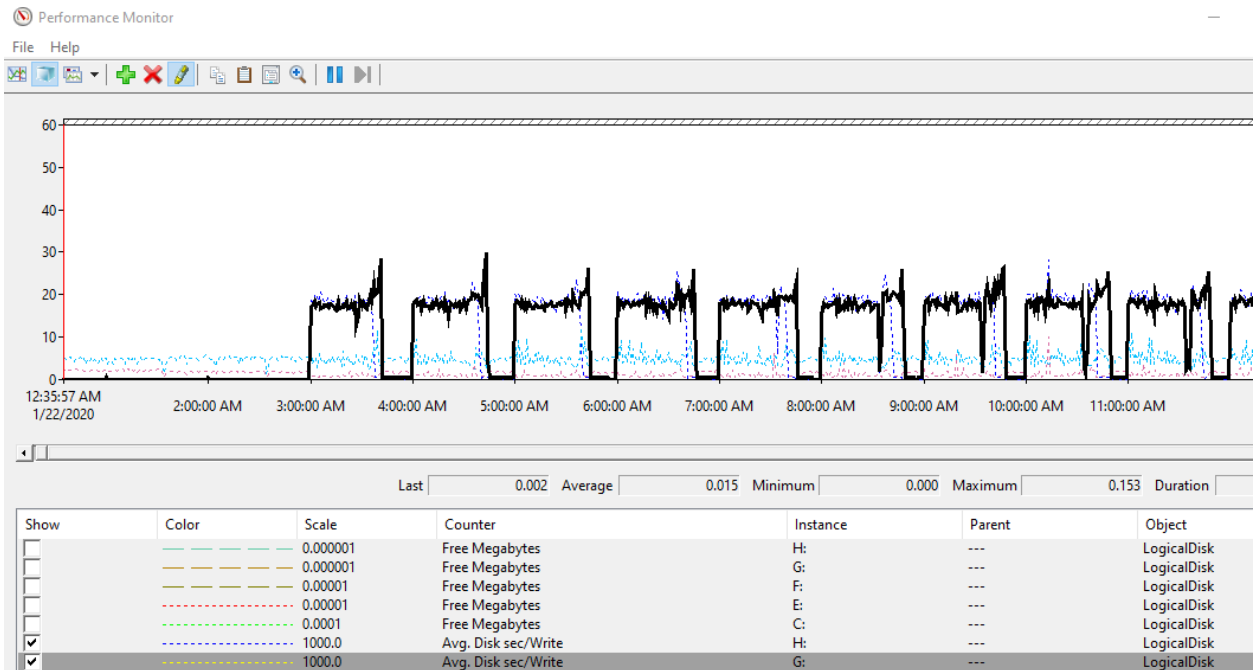 Performance Monitor
File Help
60
50
40
30
20
10
0
12:35:57 AM
1/22/2020
2:00:00 AM 3:00:00 AM 4:00:00 AM 5:00:00 AM 6:00:00 AM 7:00:00 AM 8:00:00 AM 9:00:00 AM 10:00:00 AM 11:00:00 AM
Last 0.002 Average 0.015 Minimum 0.000 Maximum 0.153 Duration
Show Color Scale Counter Instance Parent Object
0.000001 Free Megabytes H: --- LogicalDisk
0.000001 Free Megabytes G: --- LogicalDisk
0.00001 Free Megabytes F: --- LogicalDisk
0.00001 Free Megabytes E: --- LogicalDisk
0.0001 Free Megabytes C: --- LogicalDisk
1000.0 Avg. Disk sec/Write H: --- LogicalDisk
1000.0 Avg. Disk sec/Write G: --- LogicalDisk